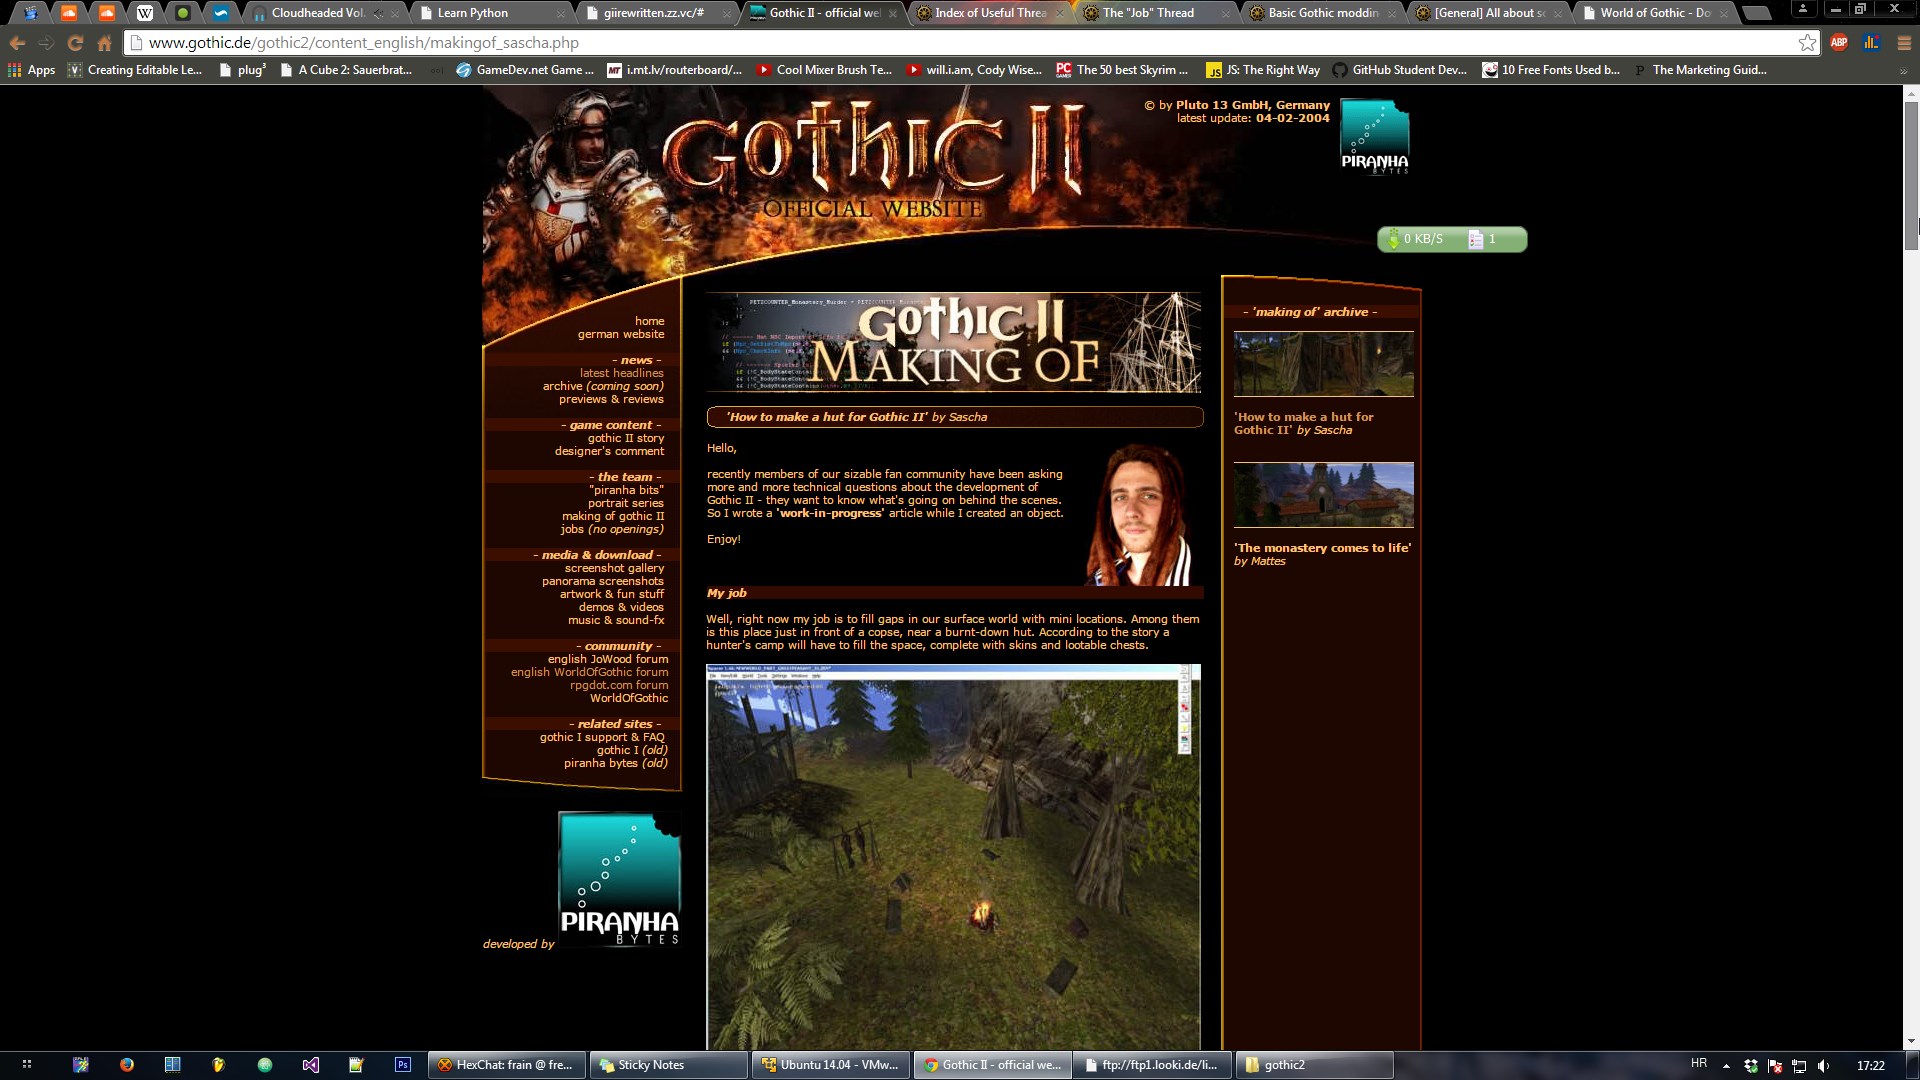 Cloudheaded Vol.
Learn Python
giirewritten.zz.vc/#
Gothic II - official wel
Index of Useful Threa
The "Job" Thread
Basic Gothic moddin
[General] All about sc
World of Gothic - Do
www.gothic.de/gothic2/content_english/makingof_sascha.php
ABP
Apps
Creating Editable Le...
plug³
A Cube 2: Sauerbrat...
GameDev.net Game ...
i.mt.lv/routerboard/...
Cool Mixer Brush Te...
will.i.am, Cody Wise...
The 50 best Skyrim ...
JS: The Right Way
GitHub Student Dev...
10 Free Fonts Used b...
The Marketing Guid...
GOTHIC II
OFFICIAL WEBSITE
© by Pluto 13 GmbH, Germany
latest update: 04-02-2004
PIRANHA
BYTES
0 KB/S
1
home
german website
- news -
latest headlines
archive (coming soon)
previews & reviews
- game content -
gothic II story
designer's comment
- the team -
"piranha bits"
portrait series
making of gothic II
jobs (no openings)
- media & download -
screenshot gallery
panorama screenshots
artwork & fun stuff
demos & videos
music & sound-fx
- community -
english JoWood forum
english WorldOfGothic forum
rpgdot.com forum
WorldOfGothic
- related sites -
gothic I support & FAQ
gothic I (old)
piranha bytes (old)
developed by
PIRANHA
BYTES
GOTHIC II
MAKING OF
'How to make a hut for Gothic II' by Sascha
Hello,
recently members of our sizable fan community have been asking
more and more technical questions about the development of
Gothic II - they want to know what's going on behind the scenes.
So I wrote a 'work-in-progress' article while I created an object.
Enjoy!
My job
Well, right now my job is to fill gaps in our surface world with mini locations. Among them
is this place just in front of a copse, near a burnt-down hut. According to the story a
hunter's camp will have to fill the space, complete with skins and lootable chests.
- 'making of' archive -
'How to make a hut for
Gothic II' by Sascha
'The monastery comes to life'
by Mattes
HexChat: frain @ fre...
Sticky Notes
Ubuntu 14.04 - VMw...
Gothic II - official we...
ftp://ftp1.looki.de/li...
gothic2
HR
17:22